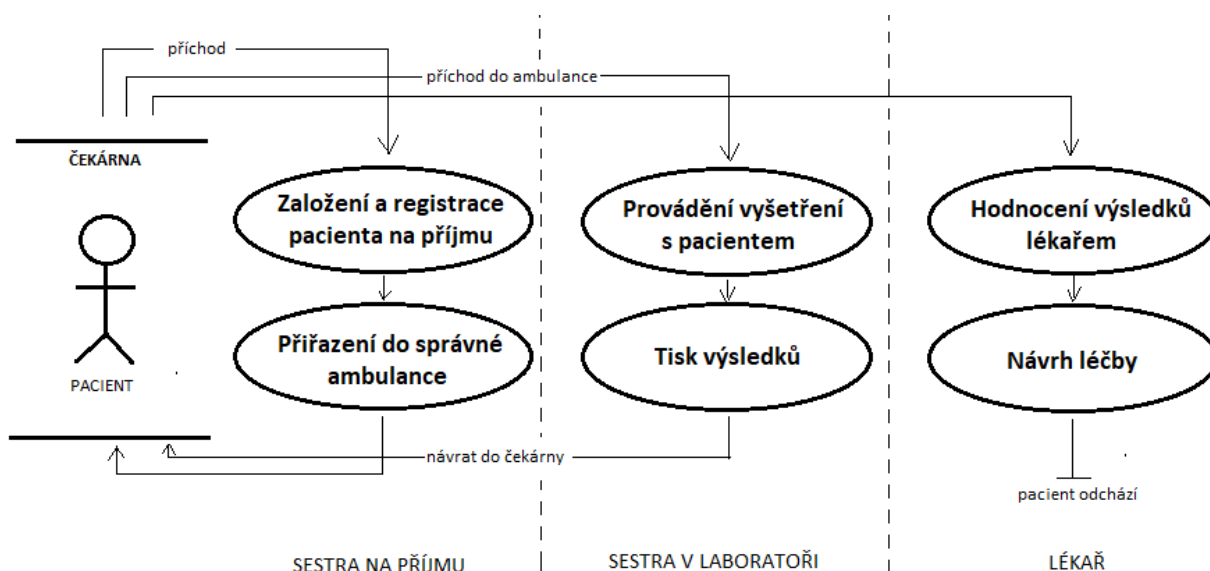 příchod
příchod do ambulance
ČEKÁRNA
Založení a registrace
pacienta na příjmu
Provádění vyšetření
s pacientem
Hodnocení výsledků
lékařem
Přiřazení do správné
ambulance
Tisk výsledků
Návrh léčby
PACIENT
návrat do čekárny
pacient odchází
SESTRA NA PŘÍJMU
SESTRA V LABORATOŘI
LÉKAŘ